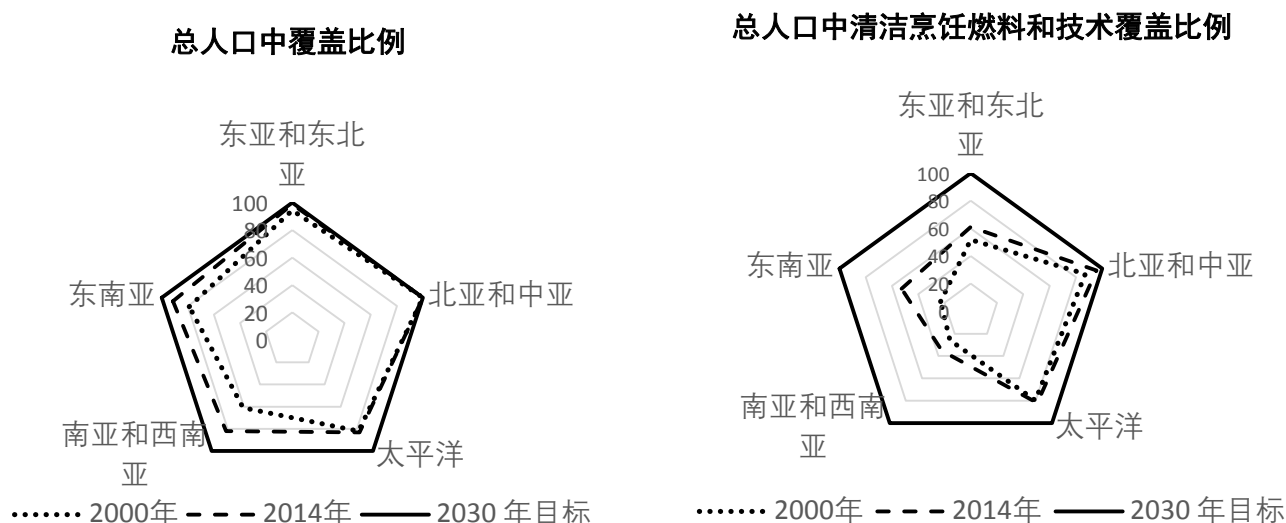 总人口中覆盖比例
东亚和东北
亚
100
80
60
40
20
0
东南亚
北亚和中亚
南亚和西南
亚
太平洋
2000年
2014年
2030 年目标
总人口中清洁烹饪燃料和技术覆盖比例
东亚和东北
亚
100
80
60
40
20
0
东南亚
北亚和中亚
南亚和西南
亚
太平洋
2000年
2014年
2030 年目标